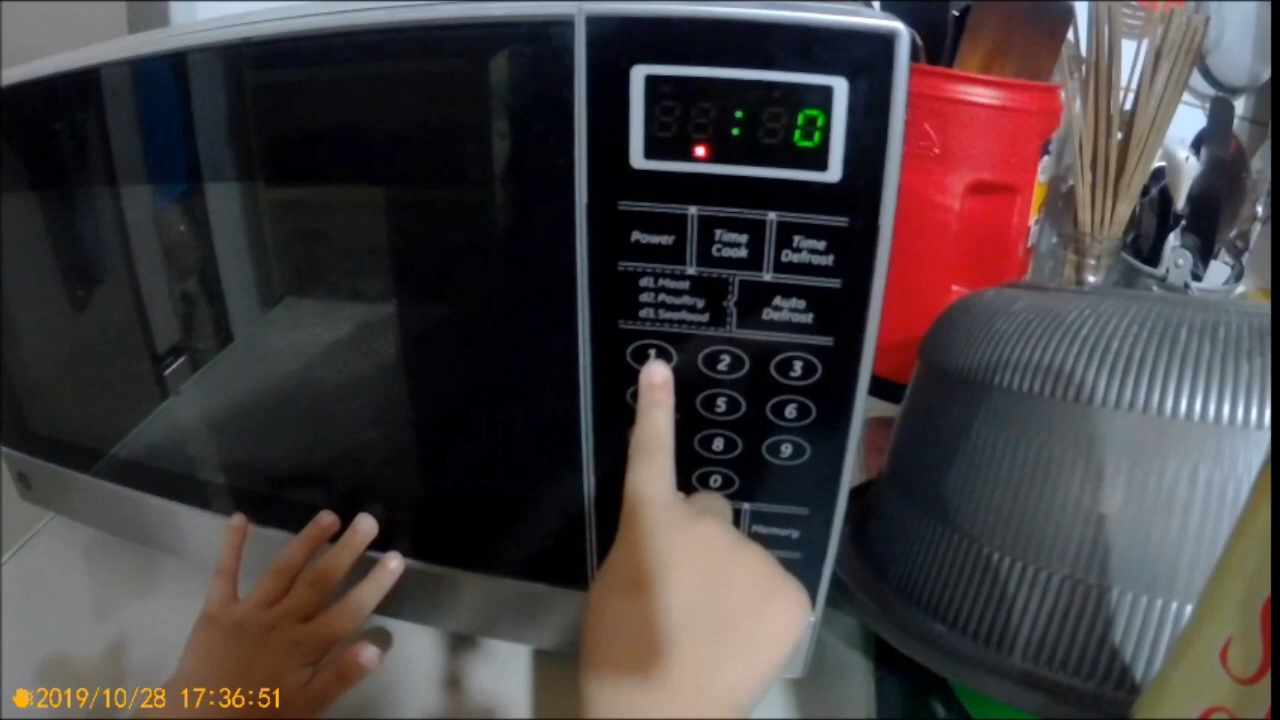 : 0
Power
Time Cook
Time Defrost
d1.Meat
d2.Poultry
d3.Seafood
Auto Defrost
1 2 3
5 6
8 9
0
Memory
2019/10/28 17:36:51